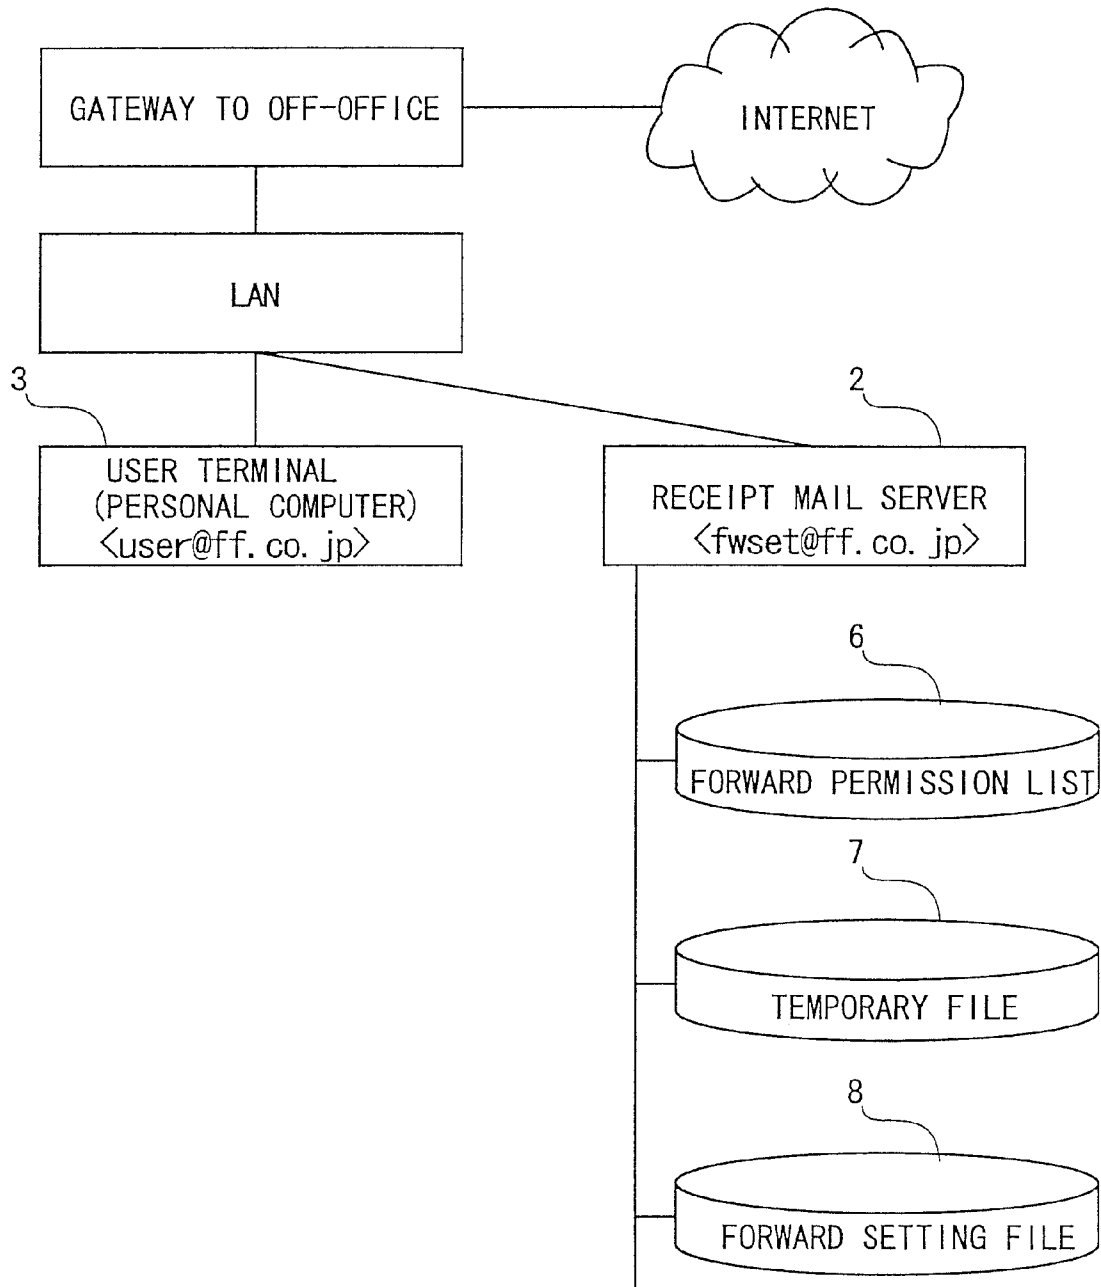 GATEWAY TO OFF-OFFICE
INTERNET
LAN
3
2
USER TERMINAL
(PERSONAL COMPUTER)
<user@ff.co.jp>
RECEIPT MAIL SERVER
<fwset@ff.co.jp>
6
FORWARD PERMISSION LIST
7
TEMPORARY FILE
8
FORWARD SETTING FILE